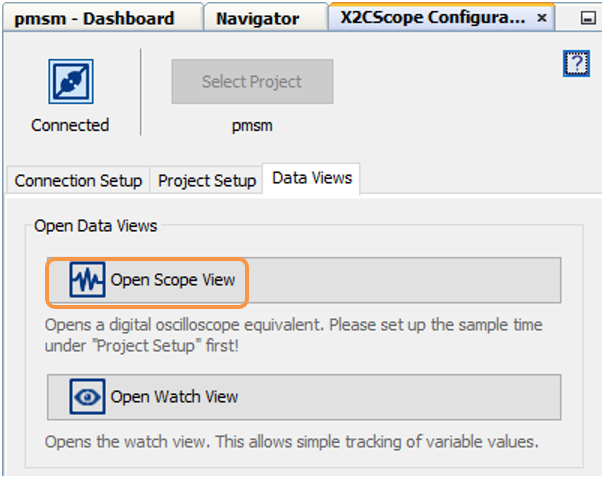 pmsm - Dashboard Navigator X2CScope Configura... ×
Select Project
?
Connected pmsm
Connection Setup Project Setup Data Views
Open Data Views
Open Scope View
Opens a digital oscilloscope equivalent. Please set up the sample time
under "Project Setup" first!
Open Watch View
Opens the watch view. This allows simple tracking of variable values.